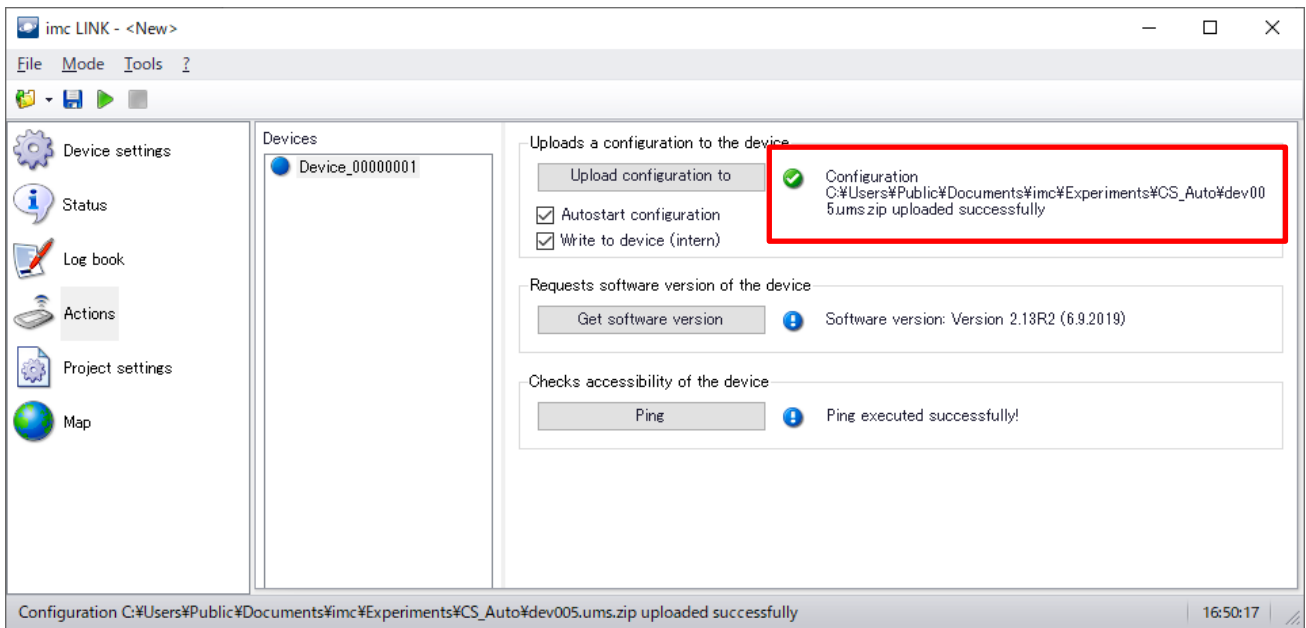 imc LINK - <New>
File Mode Tools ?
Device settings
Status
Log book
Actions
Project settings
Map
Devices
Device_00000001
Uploads a configuration to the device
Upload configuration to
Autostart configuration
Write to device (intern)
Configuration
C:¥Users¥Public¥Documents¥imc¥Experiments¥CS_Auto¥dev00
5.ums.zip uploaded successfully
Requests software version of the device
Get software version
Software version: Version 2.13R2 (6.9.2019)
Checks accessibility of the device
Ping
Ping executed successfully!
Configuration C:¥Users¥Public¥Documents¥imc¥Experiments¥CS_Auto¥dev005.ums.zip uploaded successfully
16:50:17